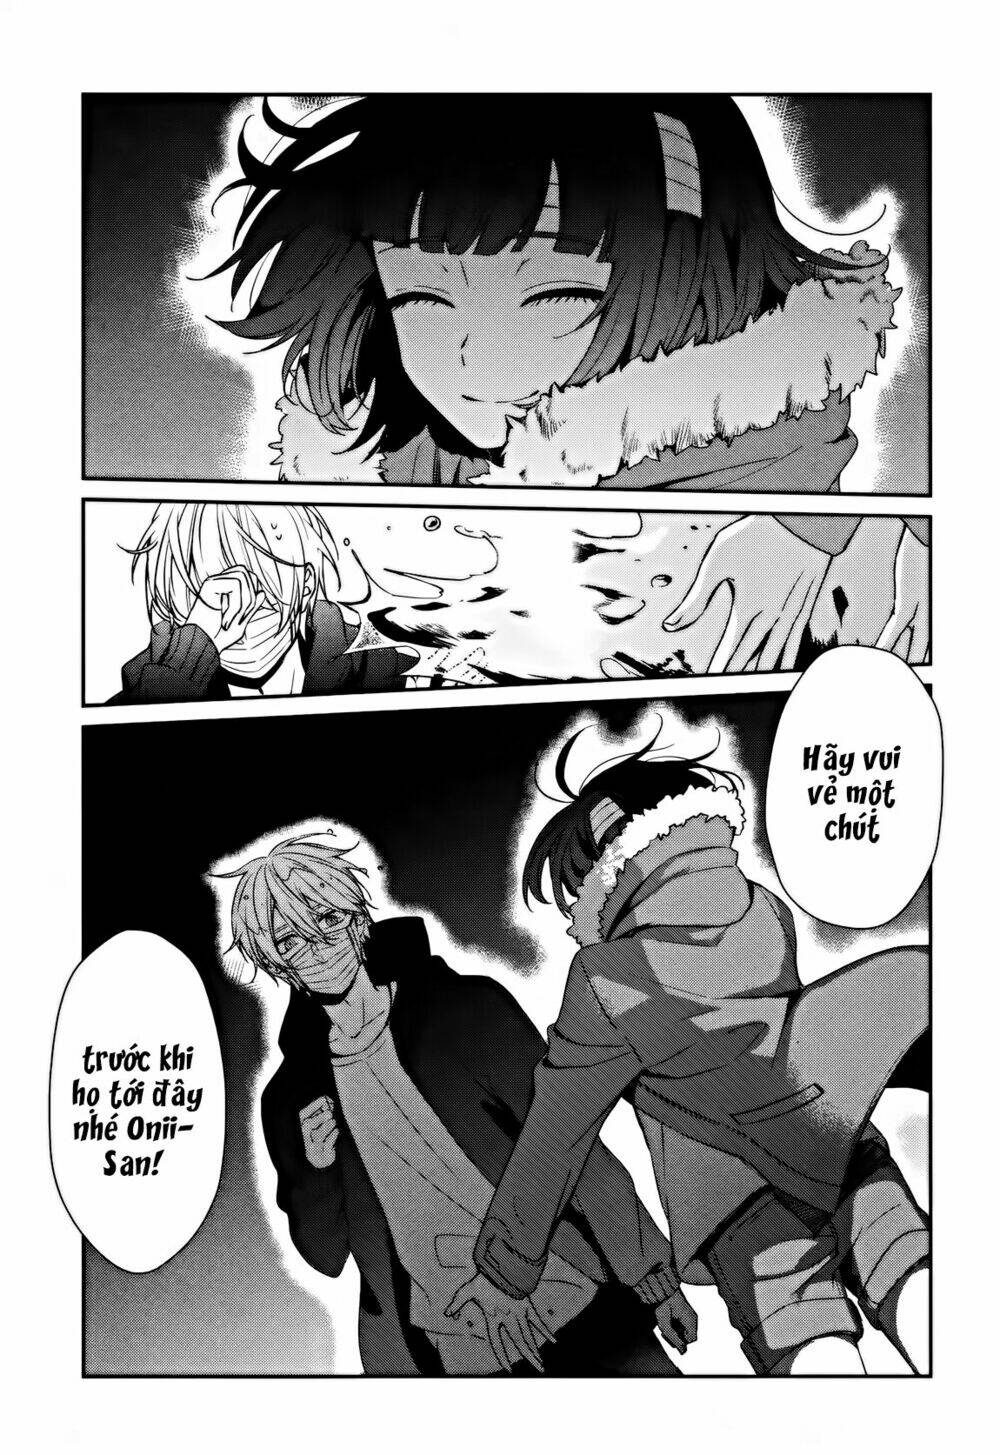 Hãy vui
vẻ một
chút
trước khi
họ tới đây
nhé Onii-
San!